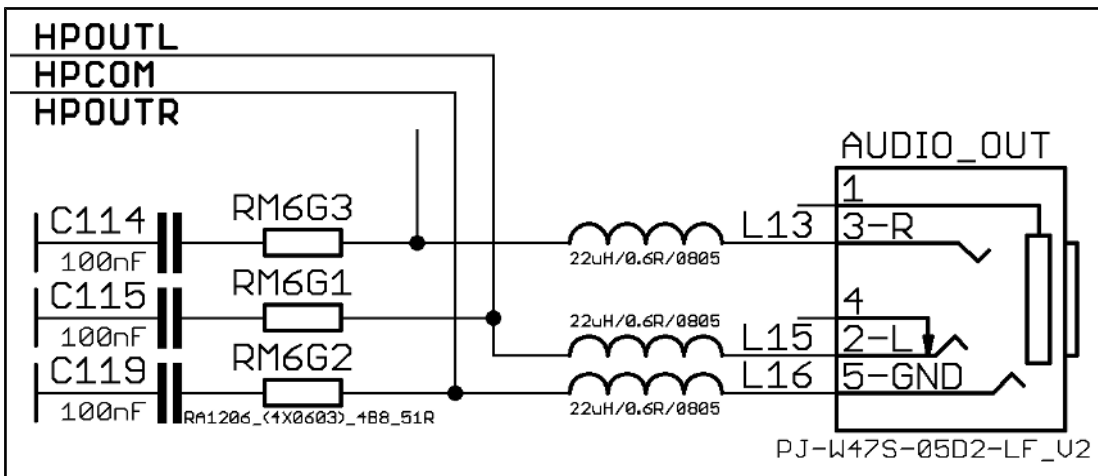 HPOUTL
HPCOM
HPOUTR
AUDIO_OUT
1
C114
RM6G3
L13
3-R
100nF
22uH/0.6R/0805
C115
RM6G1
4
100nF
22uH/0.6R/0805
L15
2-L
C119
RM6G2
L16
5-GND
100nF
RA1206_(4X0603)_4B8_51R
22uH/0.6R/0805
PJ-W47S-05D2-LF_V2